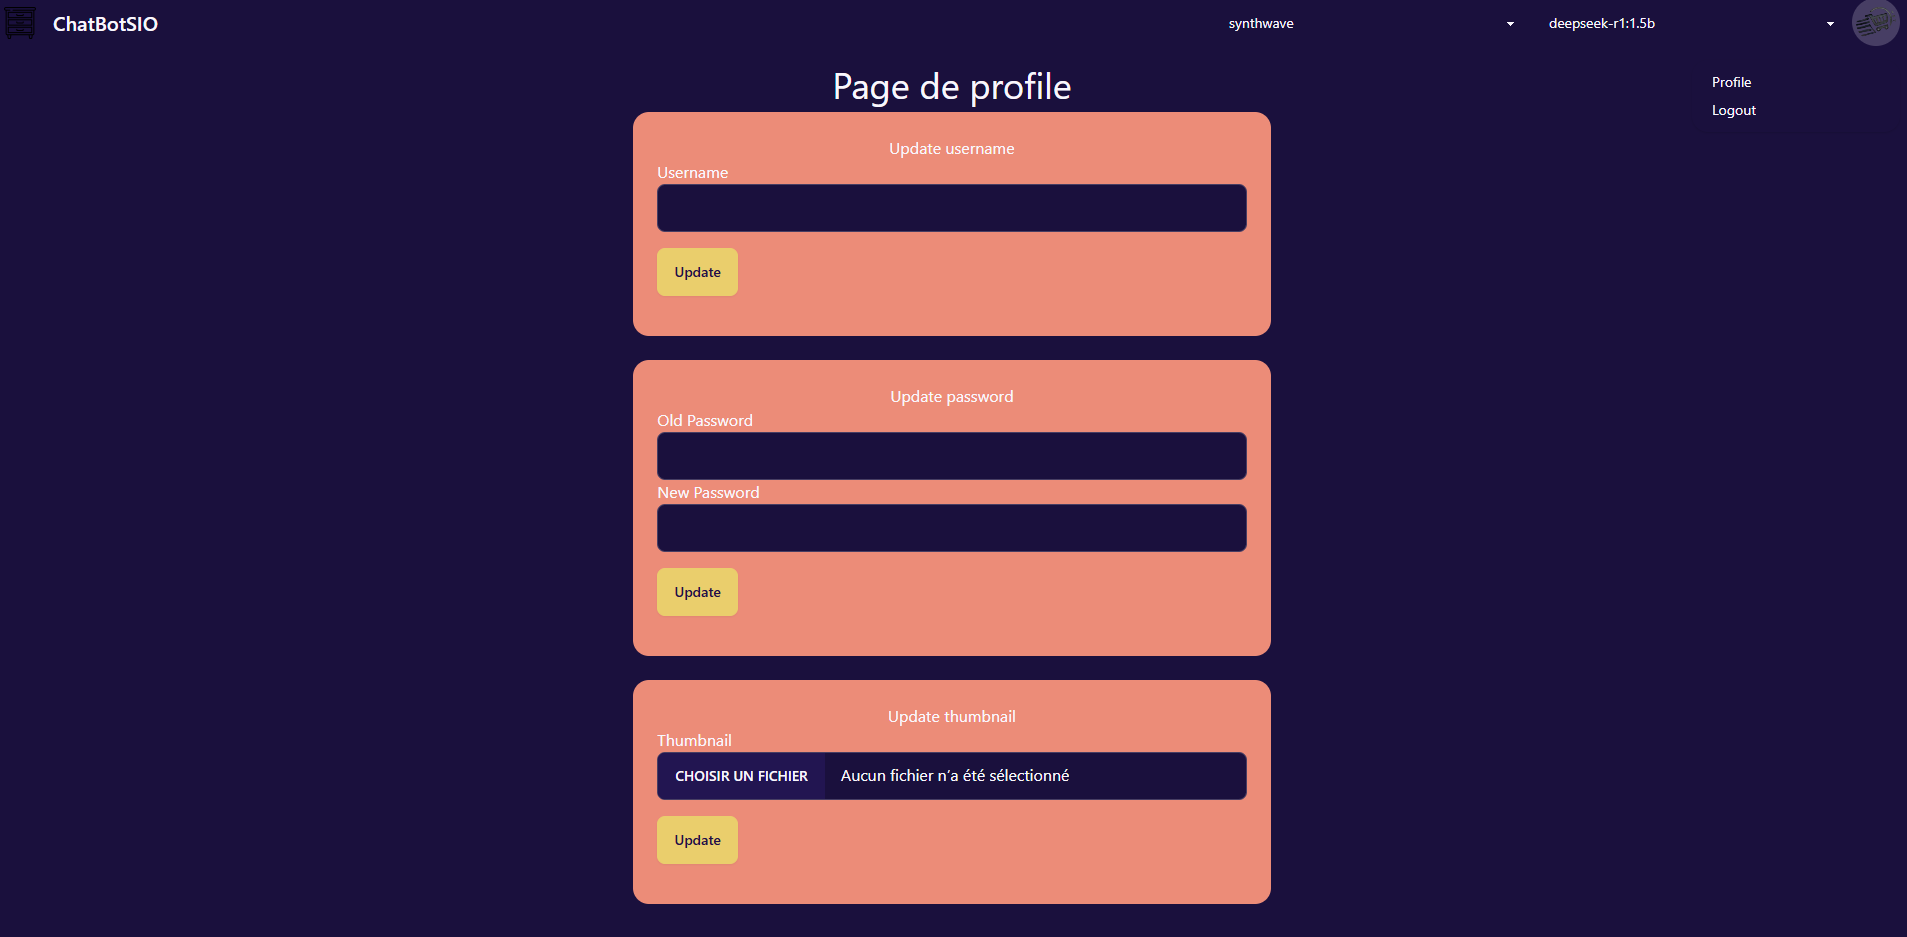 ChatBotSIO
synthwave
deepseek-r1:1.5b
Page de profile
Profile
Logout
Update username
Username
Update
Update password
Old Password
New Password
Update
Update thumbnail
Thumbnail
CHOISIR UN FICHIER Aucun fichier n’a été sélectionné
Update